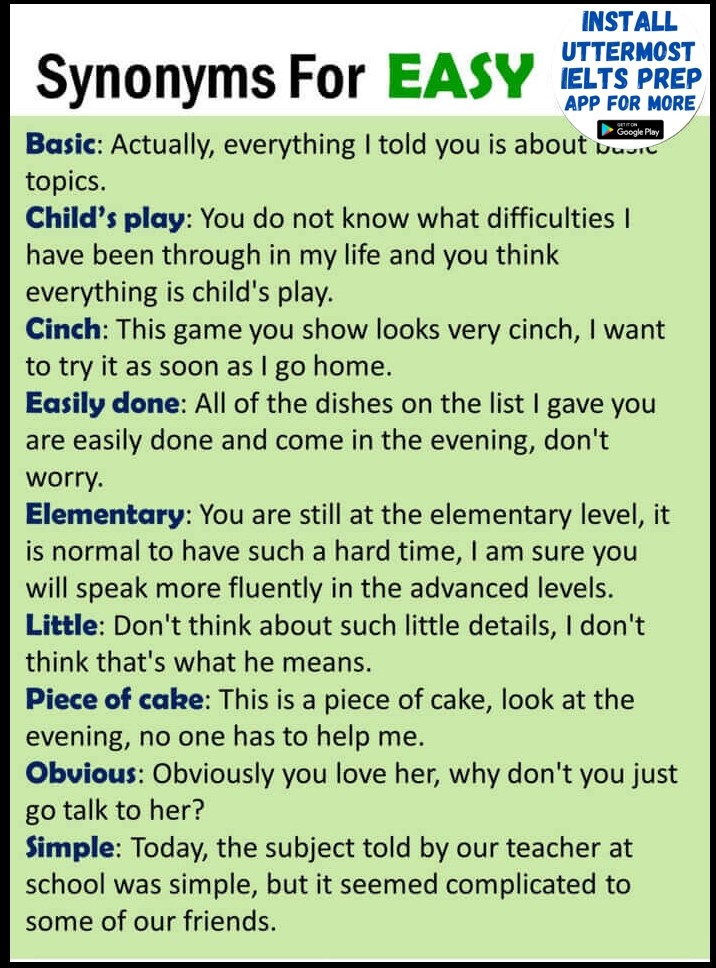 INSTALL
UTTERMOST
IELTS PREP
APP FOR MORE
GET IT ON
Google Play
Synonyms For EASY
Basic: Actually, everything I told you is about basic
topics.
Child's play: You do not know what difficulties I
have been through in my life and you think
everything is child's play.
Cinch: This game you show looks very cinch, I want
to try it as soon as I go home.
Easily done: All of the dishes on the list I gave you
are easily done and come in the evening, don't
worry.
Elementary: You are still at the elementary level, it
is normal to have such a hard time, I am sure you
will speak more fluently in the advanced levels.
Little: Don't think about such little details, I don't
think that's what he means.
Piece of cake: This is a piece of cake, look at the
evening, no one has to help me.
Obvious: Obviously you love her, why don't you just
go talk to her?
Simple: Today, the subject told by our teacher at
school was simple, but it seemed complicated to
some of our friends.